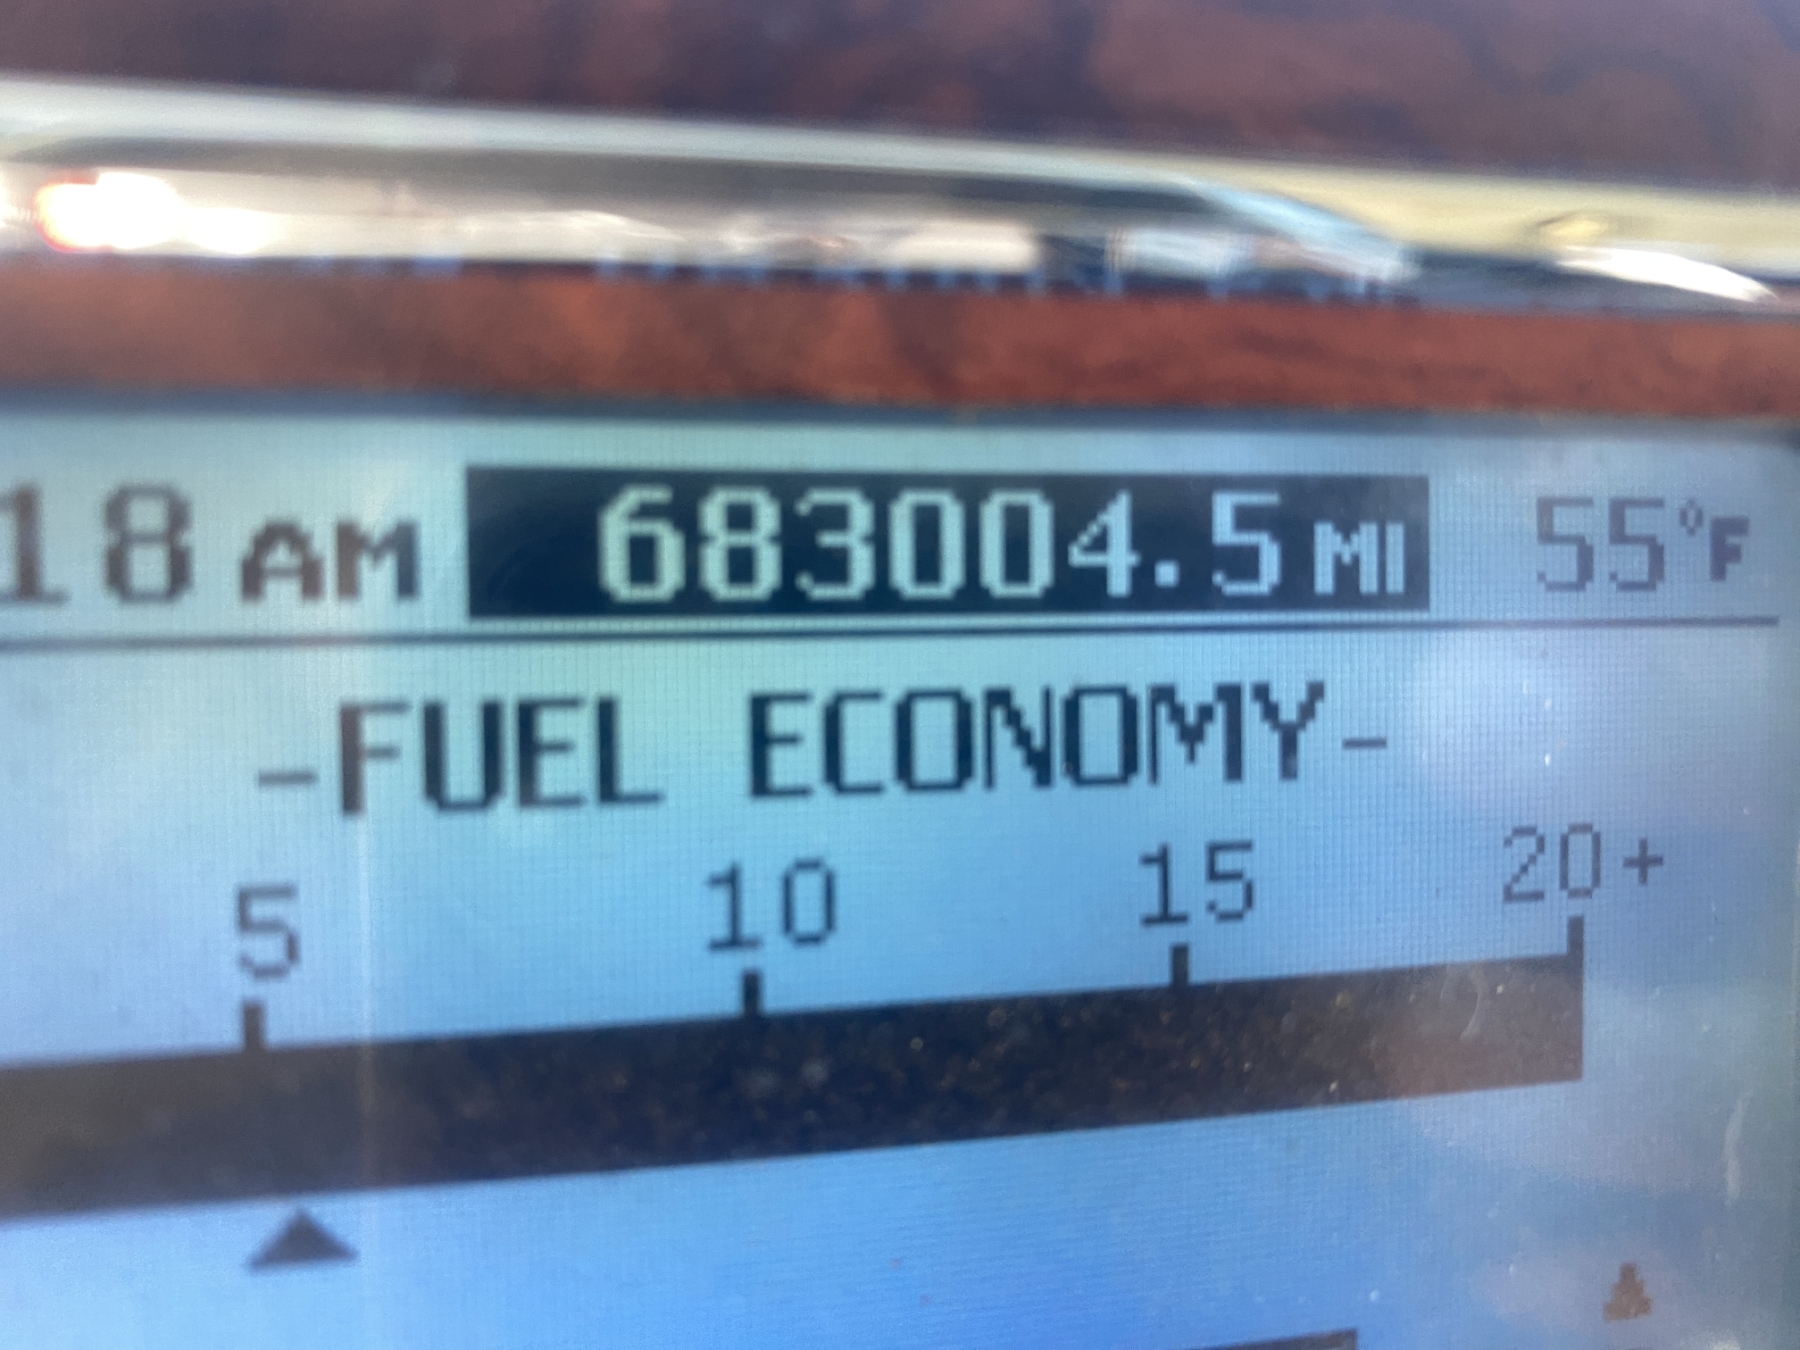 18 AM 683004.5 MI 55°F
-FUEL ECONOMY-
5 10 15 20+